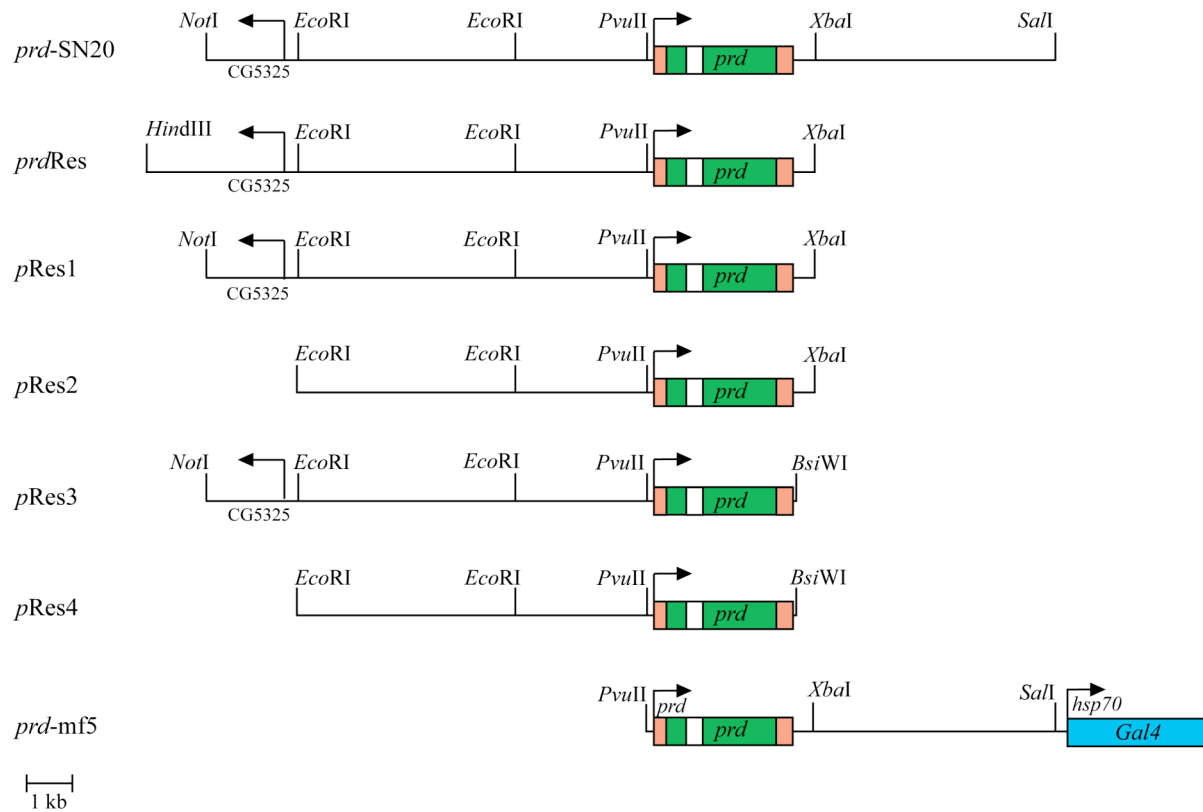 NotI EcoRI EcoRI PvuII XbaI SalI
prd-SN20 prd
CG5325
HindIII EcoRI EcoRI PvuII XbaI
prdRes prd
CG5325
NotI EcoRI EcoRI PvuII XbaI
pRes1 prd
CG5325
EcoRI EcoRI PvuII XbaI
pRes2 prd
NotI EcoRI EcoRI PvuII BsiWI
pRes3 prd
CG5325
EcoRI EcoRI PvuII BsiWI
pRes4 prd
PvuII XbaI SalI
prd hsp70
prd-mf5 prd Gal4
1 kb